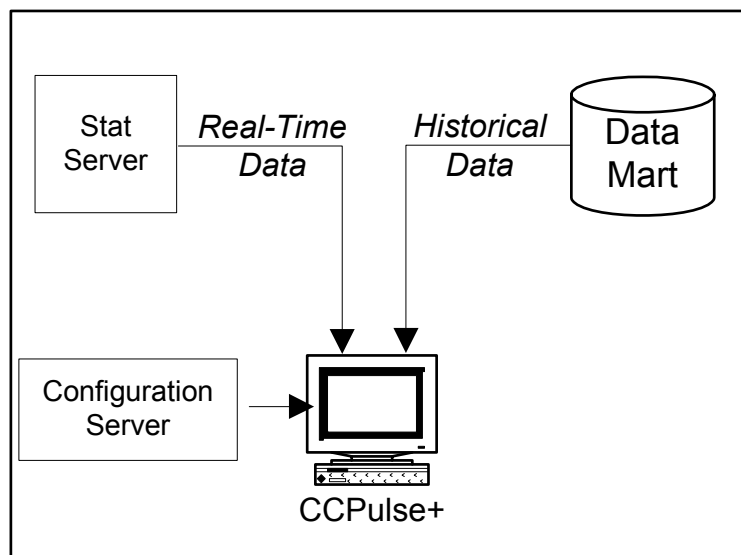 Stat
Server
Real-Time
Data
Historical
Data
Data
Mart
Configuration
Server
CCPulse+